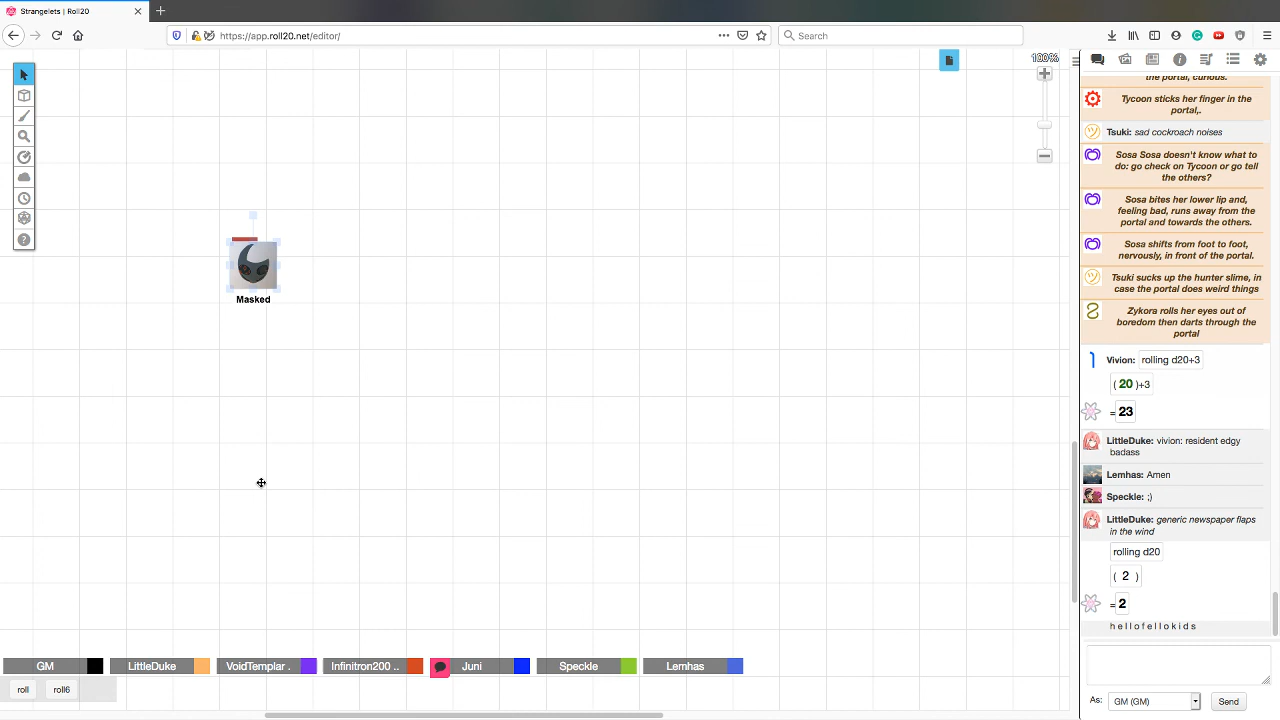 Strangelets | Roll20
https://app.roll20.net/editor/
Search
100%
Masked
the portal, curious.
Tycoon sticks her finger in the
portal,.
Tsuki: sad cockroach noises
Sosa Sosa doesn't know what to
do: go check on Tycoon or go tell
the others?
Sosa bites her lower lip and,
feeling bad, runs away from the
portal and towards the others.
Sosa shifts from foot to foot,
nervously, in front of the portal.
Tsuki sucks up the hunter slime, in
case the portal does weird things
Zykora rolls her eyes out of
boredom then darts through the
portal
Vivion: rolling d20+3
( 20 )+3
= 23
LittleDuke: vivion: resident edgy
badass
Lemhas: Amen
Speckle: ;)
LittleDuke: generic newspaper flaps
in the wind
rolling d20
( 2 )
= 2
h e l l o f e l l o k i d s
GM
LittleDuke
VoidTemplar .
Infinitron200 ..
Juni
Speckle
Lemhas
roll
roll6
As:
GM (GM)
Send